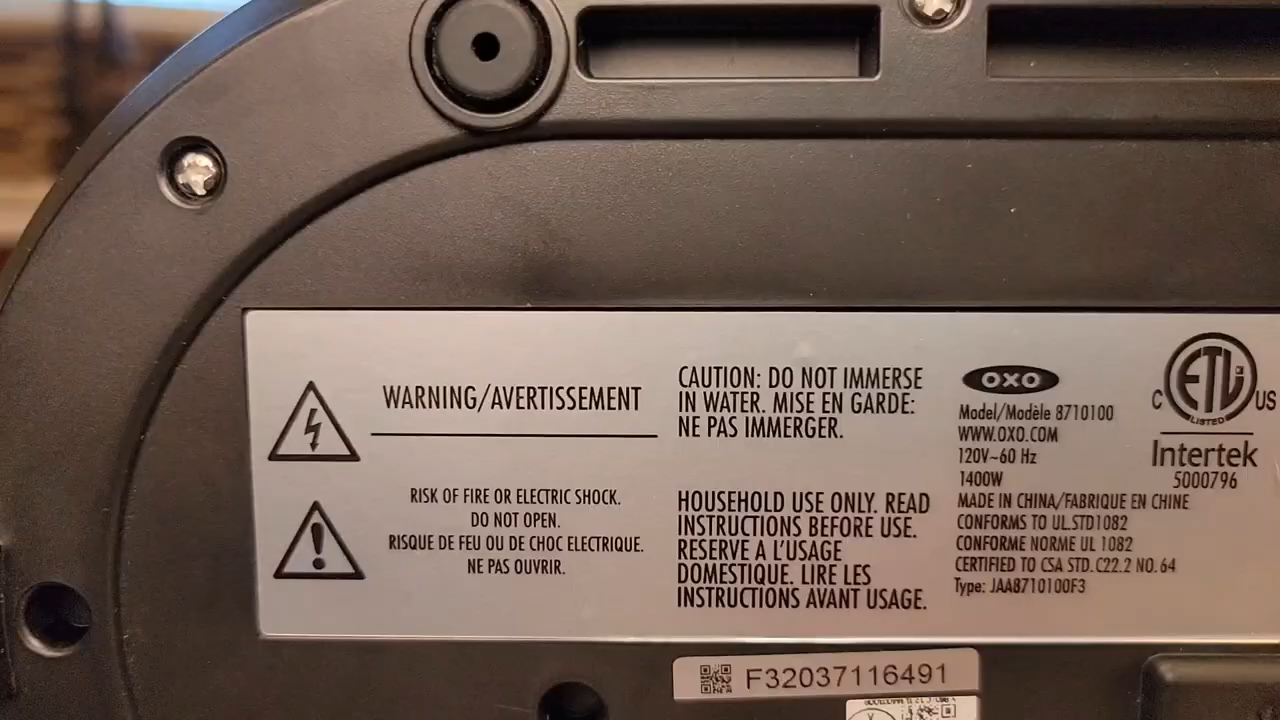 WARNING/AVERTISSEMENT
RISK OF FIRE OR ELECTRIC SHOCK.
DO NOT OPEN.
RISQUE DE FEU OU DE CHOC ELECTRIQUE.
NE PAS OUVRIR.
CAUTION: DO NOT IMMERSE
IN WATER. MISE EN GARDE:
NE PAS IMMERGER.
HOUSEHOLD USE ONLY. READ
INSTRUCTIONS BEFORE USE.
RESERVE A L'USAGE
DOMESTIQUE. LIRE LES
INSTRUCTIONS AVANT USAGE.
OXO
Model/Modèle 8710100
WWW.OXO.COM
120V~60 Hz
1400W
MADE IN CHINA/FABRIQUE EN CHINE
CONFORMS TO UL.STD1082
CONFORME NORME UL 1082
CERTIFIED TO CSA STD. C22.2 NO. 64
Type: JAA8710100F3
C ETL US
LISTED
Intertek
5000796
F32037116491